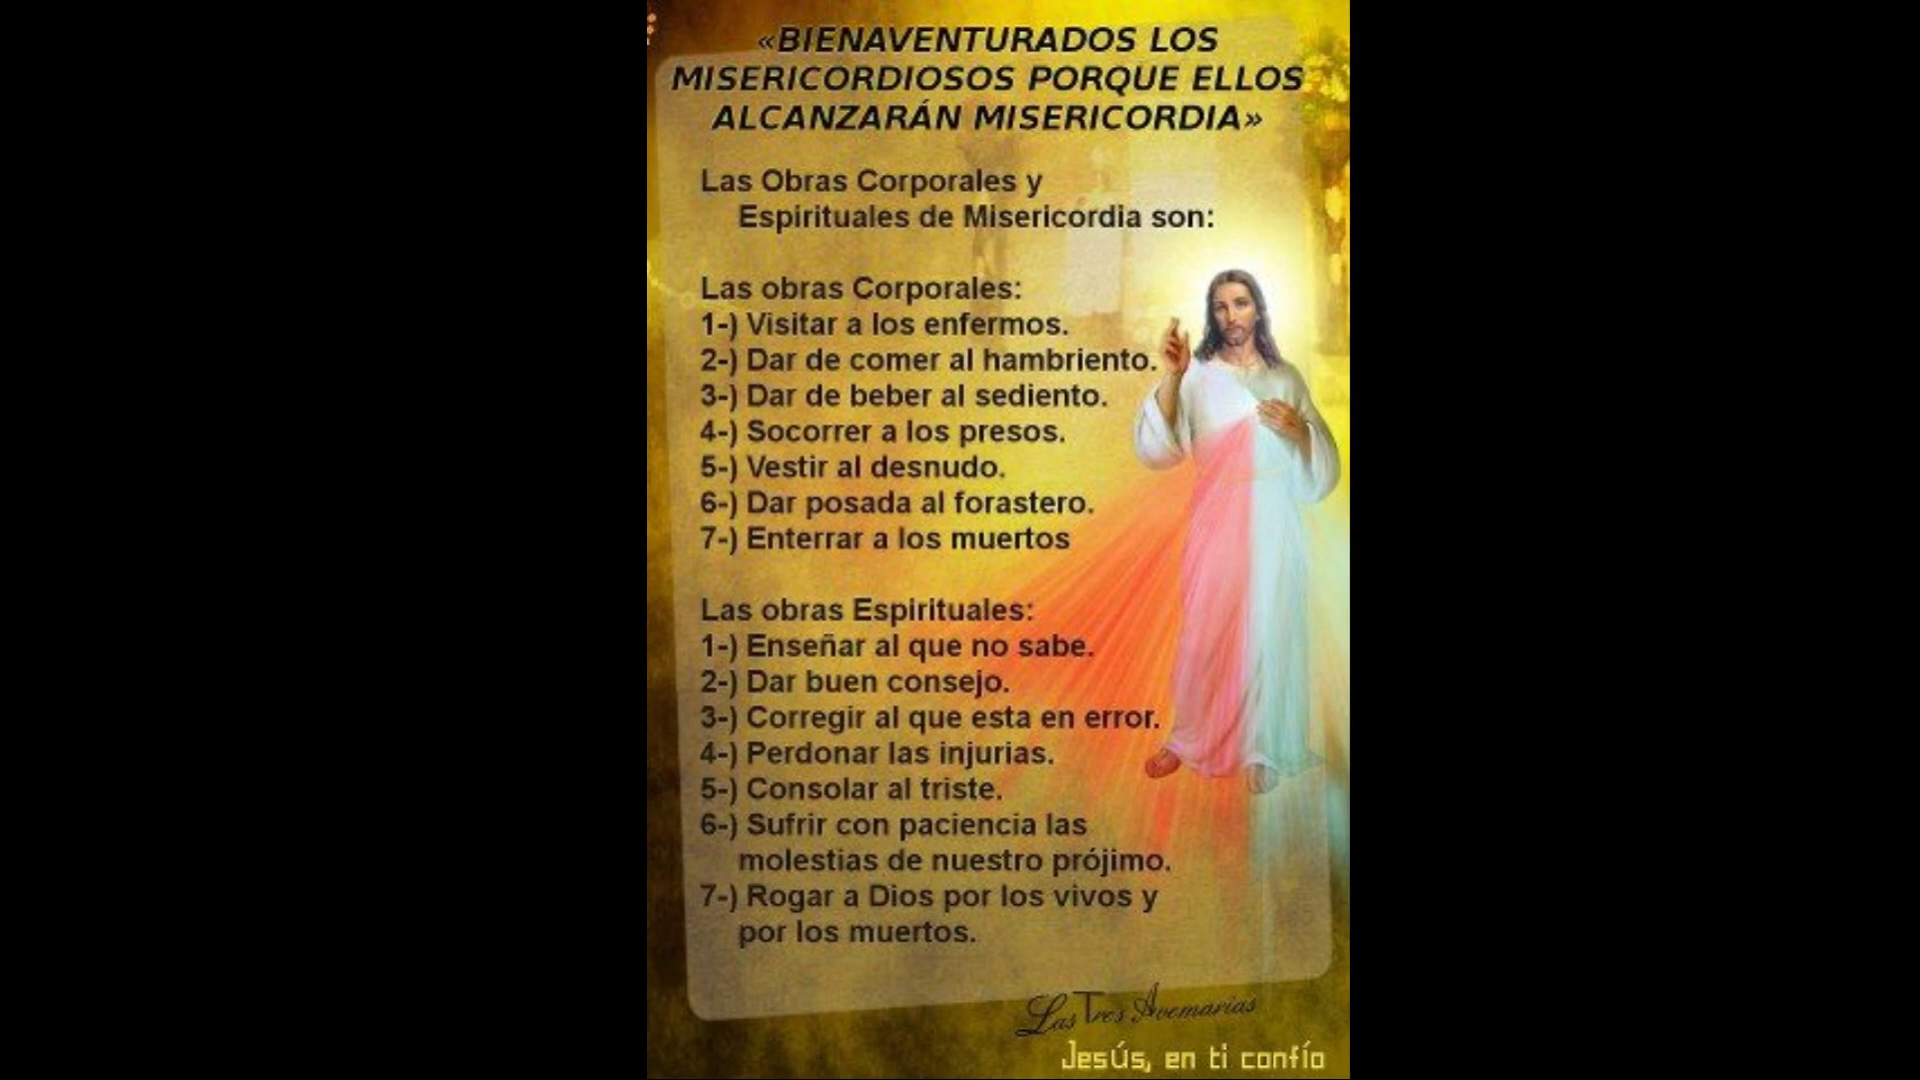 «BIENAVENTURADOS LOS
MISERICORDIOSOS PORQUE ELLOS
ALCANZARÁN MISERICORDIA»
Las Obras Corporales y
Espirituales de Misericordia son:
Las obras Corporales:
1-) Visitar a los enfermos.
2-) Dar de comer al hambriento.
3-) Dar de beber al sediento.
4-) Socorrer a los presos.
5-) Vestir al desnudo.
6-) Dar posada al forastero.
7-) Enterrar a los muertos
Las obras Espirituales:
1-) Enseñar al que no sabe.
2-) Dar buen consejo.
3-) Corregir al que esta en error.
4-) Perdonar las injurias.
5-) Consolar al triste.
6-) Sufrir con paciencia las
molestias de nuestro prójimo.
7-) Rogar a Dios por los vivos y
por los muertos.
Las Tres Avemarías
Jesús, en ti confío